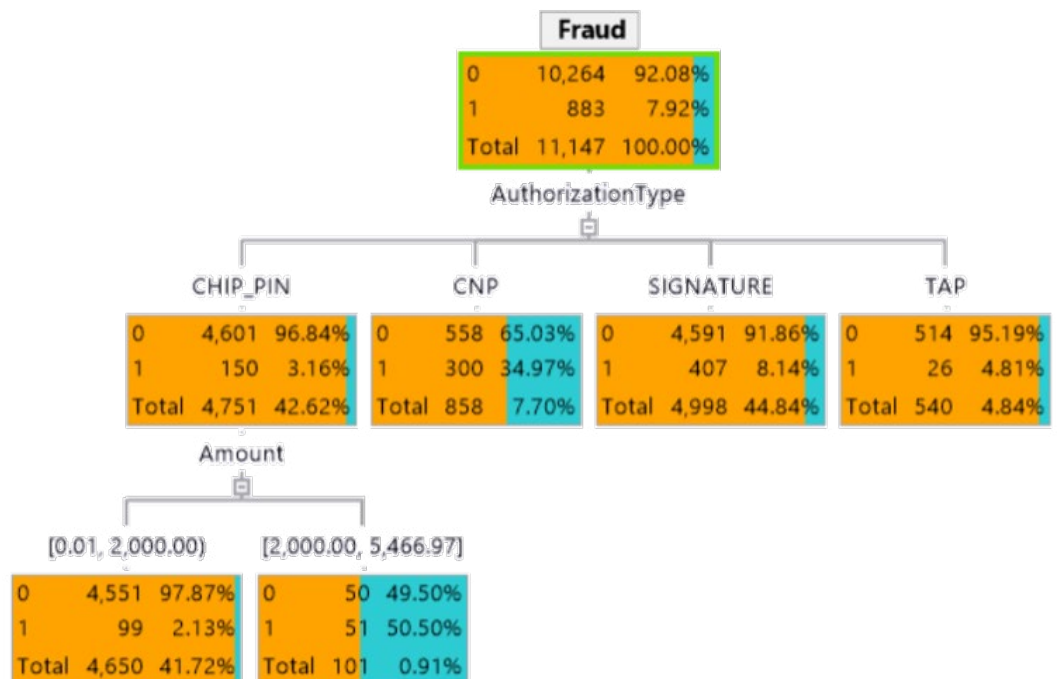 Fraud
0 10,264 92.08%
1 883 7.92%
Total 11,147 100.00%
AuthorizationType
CHIP_PIN CNP SIGNATURE TAP
0 4,601 96.84% 0 558 65.03% 0 4,591 91.86% 0 514 95.19%
1 150 3.16% 1 300 34.97% 1 407 8.14% 1 26 4.81%
Total 4,751 42.62% Total 858 7.70% Total 4,998 44.84% Total 540 4.84%
Amount
[0.01, 2,000.00) [2,000.00, 5,466.97]
0 4,551 97.87% 0 50 49.50%
1 99 2.13% 1 51 50.50%
Total 4,650 41.72% Total 101 0.91%